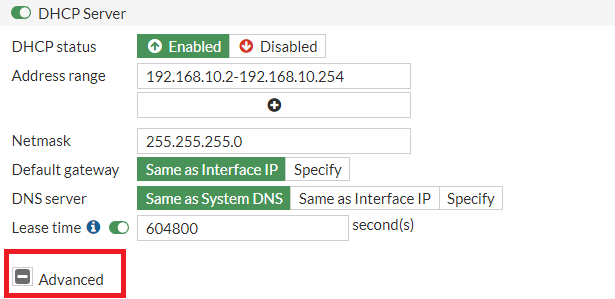 DHCP Server
DHCP status Enabled Disabled
Address range 192.168.10.2-192.168.10.254
Netmask 255.255.255.0
Default gateway Same as Interface IP Specify
DNS server Same as System DNS Same as Interface IP Specify
Lease time 604800 second(s)
Advanced